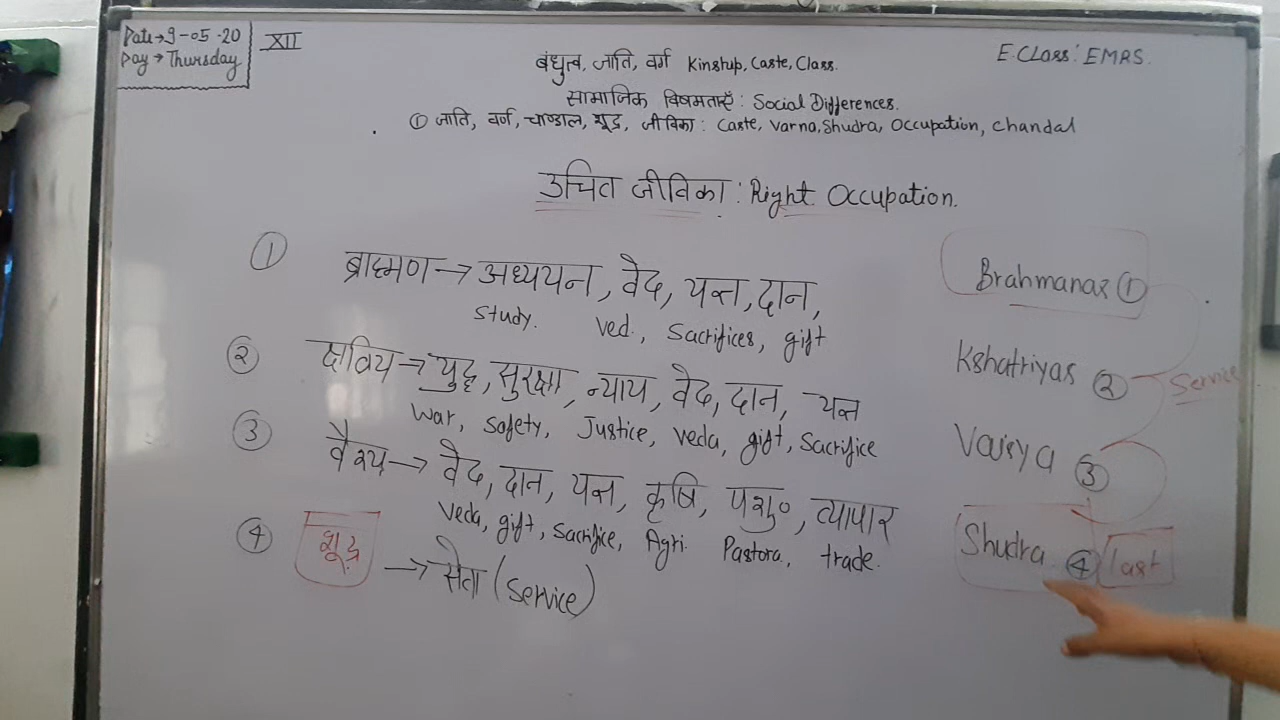 Date→9-05-20
Day→Thursday
XII
E.Class: EMRS.
बंधुत्व, जाति, वर्ग Kinship, Caste, Class.
सामाजिक विषमताएँ: Social Differences.
① जाति, वर्ण, चाण्डाल, शूद्र, जीविका: Caste, Varna, Shudra, Occupation, Chandal
उचित जीविका: Right Occupation.
① ब्राह्मण→अध्ययन, वेद, यज्ञ, दान,
Study. Ved., Sacrifices, gift
② क्षत्रिय→युद्ध, सुरक्षा, न्याय, वेद, दान, यज्ञ
War, Safety, Justice, Veda, gift, Sacrifice
③ वैश्य→वेद, दान, यज्ञ, कृषि, पशु०, व्यापार
Veda, gift, Sacrifice, Agri. Pastora., trade.
④ शूद्र→सेवा (Service)
Brahmanas ①
Kshatriyas ②
Service
Vaisya ③
Shudra ④ last